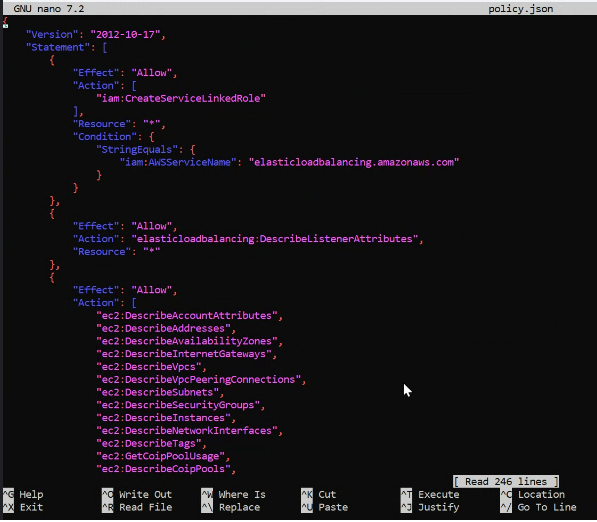 GNU nano 7.2 policy.json
{
    "Version": "2012-10-17",
    "Statement": [
        {
            "Effect": "Allow",
            "Action": [
                "iam:CreateServiceLinkedRole"
            ],
            "Resource": "*",
            "Condition": {
                "StringEquals": {
                    "iam:AWSServiceName": "elasticloadbalancing.amazonaws.com"
                }
            }
        },
        {
            "Effect": "Allow",
            "Action": "elasticloadbalancing:DescribeListenerAttributes",
            "Resource": "*"
        },
        {
            "Effect": "Allow",
            "Action": [
                "ec2:DescribeAccountAttributes",
                "ec2:DescribeAddresses",
                "ec2:DescribeAvailabilityZones",
                "ec2:DescribeInternetGateways",
                "ec2:DescribeVpcs",
                "ec2:DescribeVpcPeeringConnections",
                "ec2:DescribeSubnets",
                "ec2:DescribeSecurityGroups",
                "ec2:DescribeInstances",
                "ec2:DescribeNetworkInterfaces",
                "ec2:DescribeTags",
                "ec2:GetCoipPoolUsage",
                "ec2:DescribeCoipPools",
[ Read 246 lines ]
^G Help ^O Write Out ^W Where Is ^K Cut ^T Execute ^C Location
^X Exit ^R Read File ^\ Replace ^U Paste ^J Justify ^/ Go To Line